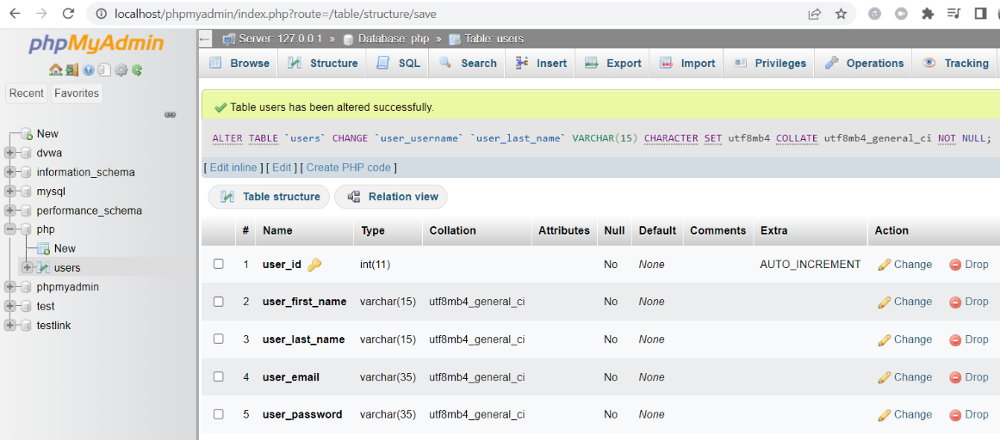 localhost/phpmyadmin/index.php?route=/table/structure/save
phpMyAdmin
Server: 127.0.0.1 » Database: php » Table: users
Browse Structure SQL Search Insert Export Import Privileges Operations Tracking
Recent Favorites
New
dvwa
information_schema
mysql
performance_schema
php
New
users
phpmyadmin
test
testlink
Table users has been altered successfully.
ALTER TABLE `users` CHANGE `user_username` `user_last_name` VARCHAR(15) CHARACTER SET utf8mb4 COLLATE utf8mb4_general_ci NOT NULL;
[ Edit inline ] [ Edit ] [ Create PHP code ]
Table structure Relation view
# Name Type Collation Attributes Null Default Comments Extra Action
1 user_id int(11) No None AUTO_INCREMENT Change Drop
2 user_first_name varchar(15) utf8mb4_general_ci No None Change Drop
3 user_last_name varchar(15) utf8mb4_general_ci No None Change Drop
4 user_email varchar(35) utf8mb4_general_ci No None Change Drop
5 user_password varchar(35) utf8mb4_general_ci No None Change Drop